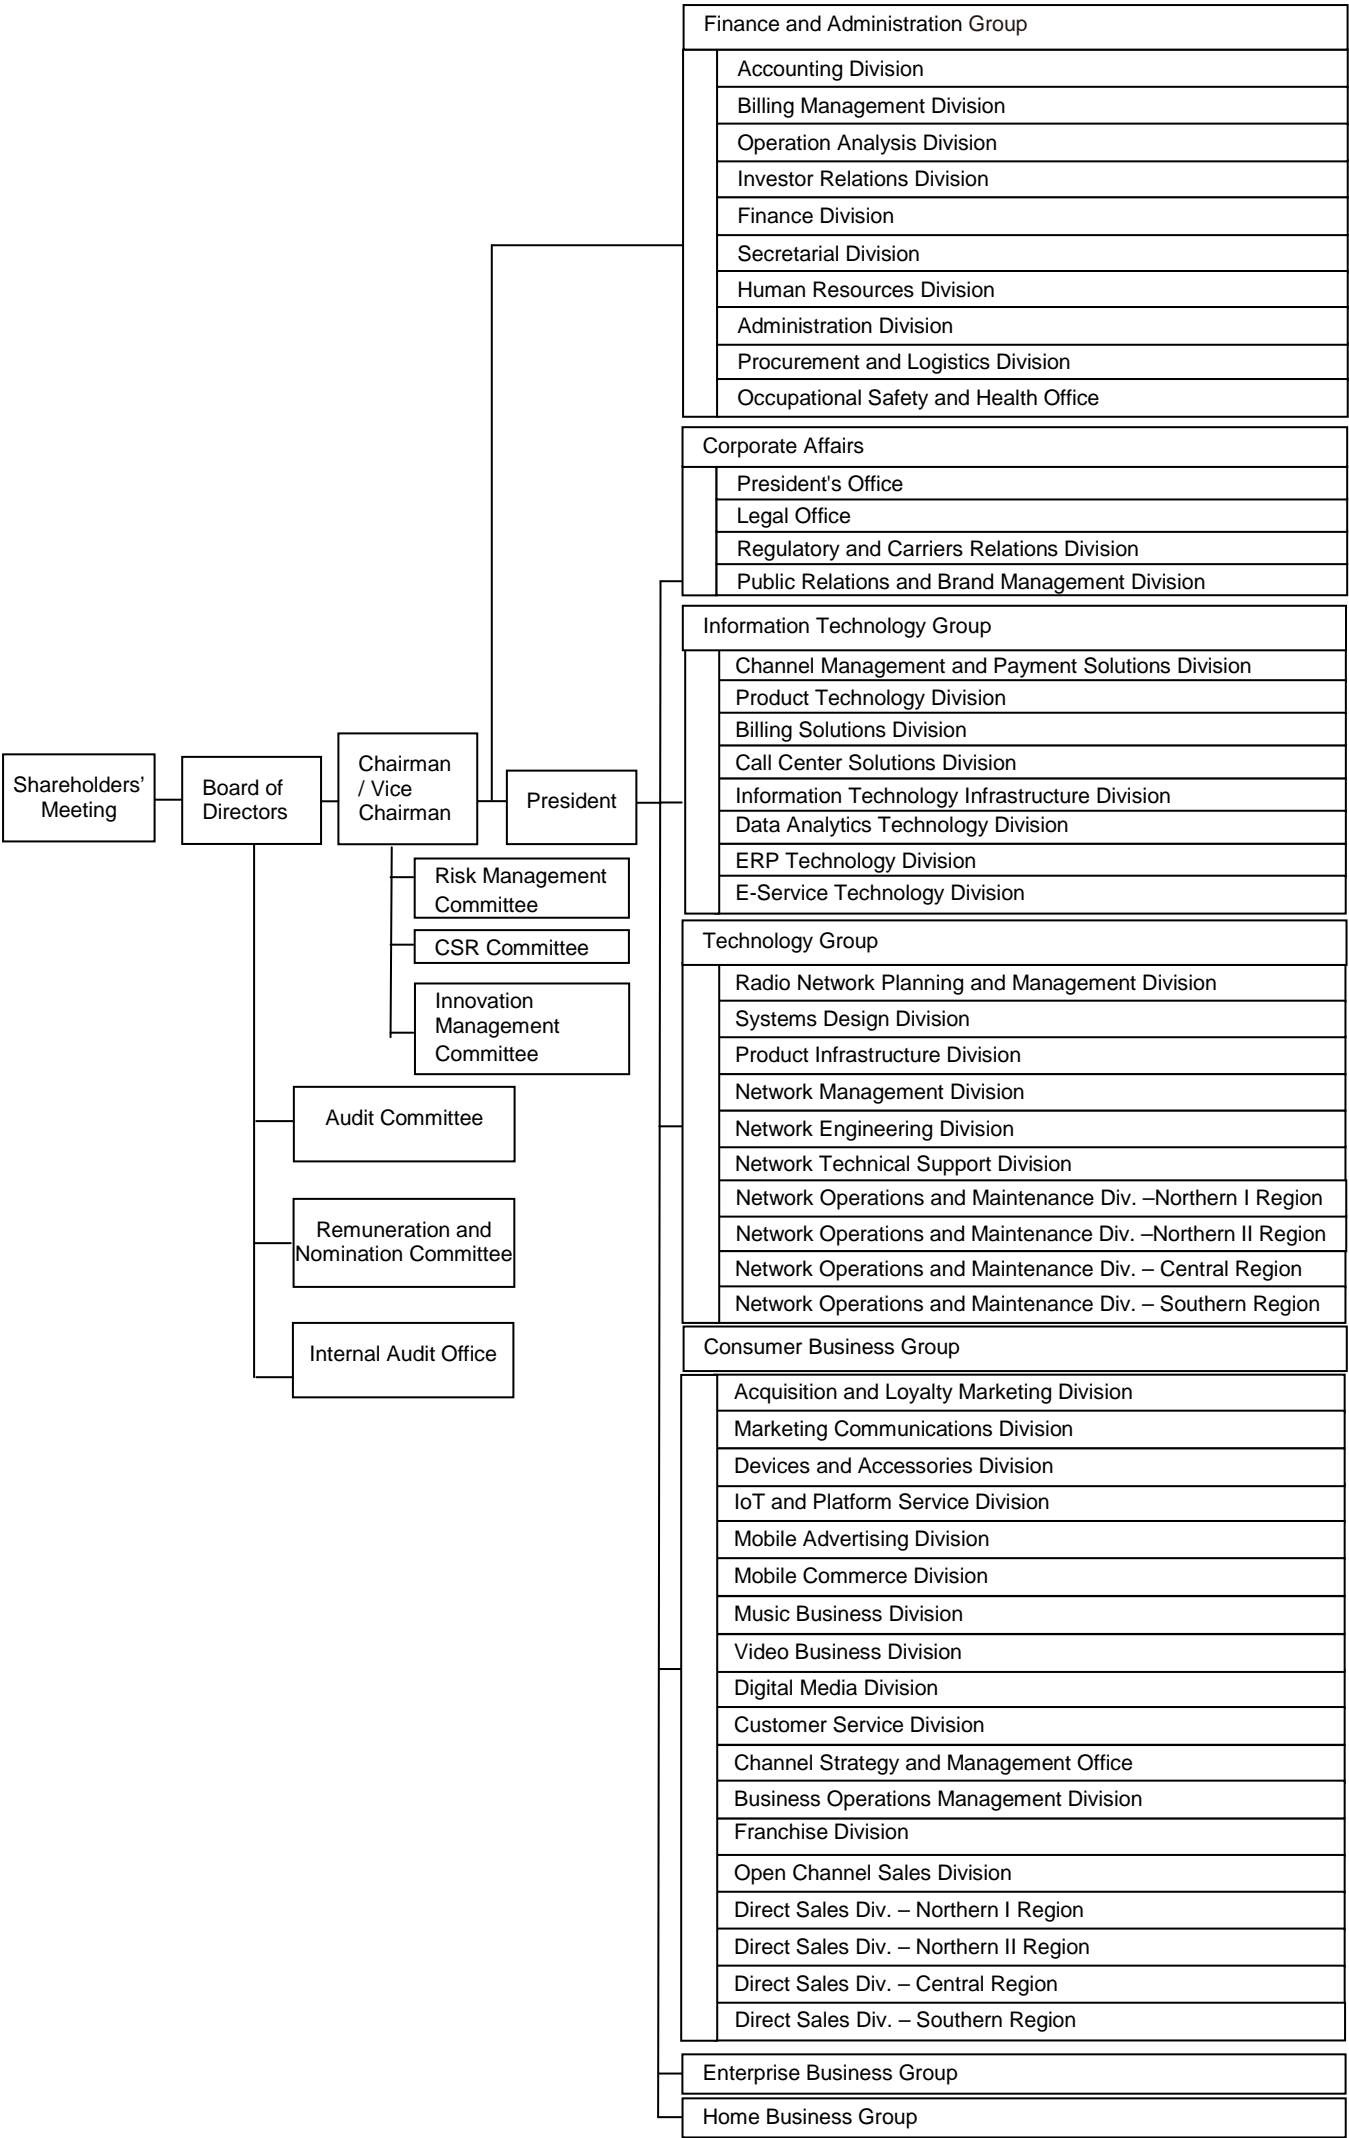 Finance and Administration Group
Accounting Division
Billing Management Division
Operation Analysis Division
Investor Relations Division
Finance Division
Secretarial Division
Human Resources Division
Administration Division
Procurement and Logistics Division
Occupational Safety and Health Office
Corporate Affairs
President's Office
Legal Office
Regulatory and Carriers Relations Division
Public Relations and Brand Management Division
Information Technology Group
Channel Management and Payment Solutions Division
Product Technology Division
Billing Solutions Division
Call Center Solutions Division
Information Technology Infrastructure Division
Data Analytics Technology Division
ERP Technology Division
E-Service Technology Division
Shareholders’
Meeting
Board of
Directors
Chairman
/ Vice
Chairman
President
Risk Management
Committee
CSR Committee
Innovation
Management
Committee
Audit Committee
Remuneration and
Nomination Committee
Internal Audit Office
Technology Group
Radio Network Planning and Management Division
Systems Design Division
Product Infrastructure Division
Network Management Division
Network Engineering Division
Network Technical Support Division
Network Operations and Maintenance Div. –Northern I Region
Network Operations and Maintenance Div. –Northern II Region
Network Operations and Maintenance Div. – Central Region
Network Operations and Maintenance Div. – Southern Region
Consumer Business Group
Acquisition and Loyalty Marketing Division
Marketing Communications Division
Devices and Accessories Division
IoT and Platform Service Division
Mobile Advertising Division
Mobile Commerce Division
Music Business Division
Video Business Division
Digital Media Division
Customer Service Division
Channel Strategy and Management Office
Business Operations Management Division
Franchise Division
Open Channel Sales Division
Direct Sales Div. – Northern I Region
Direct Sales Div. – Northern II Region
Direct Sales Div. – Central Region
Direct Sales Div. – Southern Region
Enterprise Business Group
Home Business Group